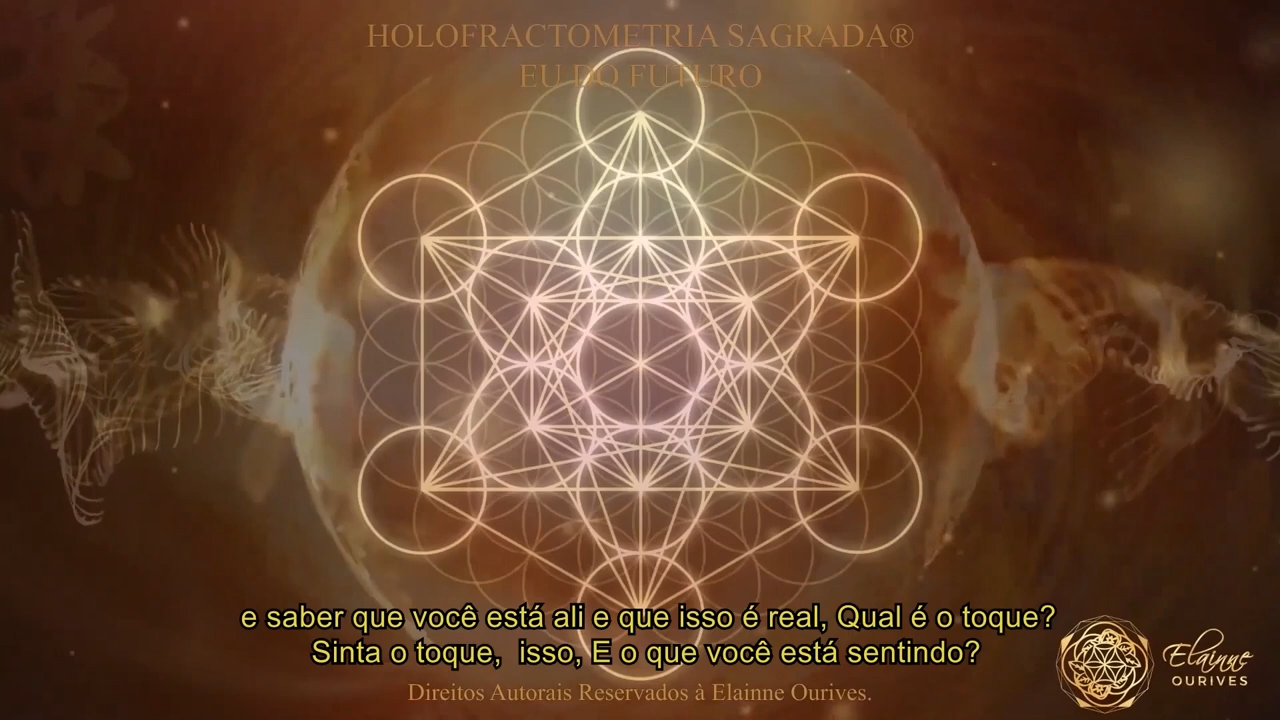 HOLOFRACTOMETRIA SAGRADA®
EU DO FUTURO
e saber que você está ali e que isso é real, Qual é o toque?
Sinta o toque,  isso, E o que você está sentindo?
Direitos Autorais Reservados à Elainne Ourives.
Elainne
OURIVES